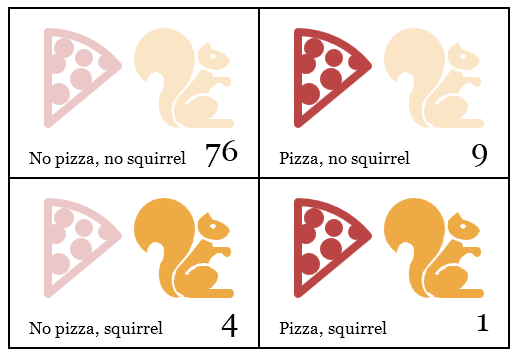 No pizza, no squirrel 76
Pizza, no squirrel 9
No pizza, squirrel 4
Pizza, squirrel 1